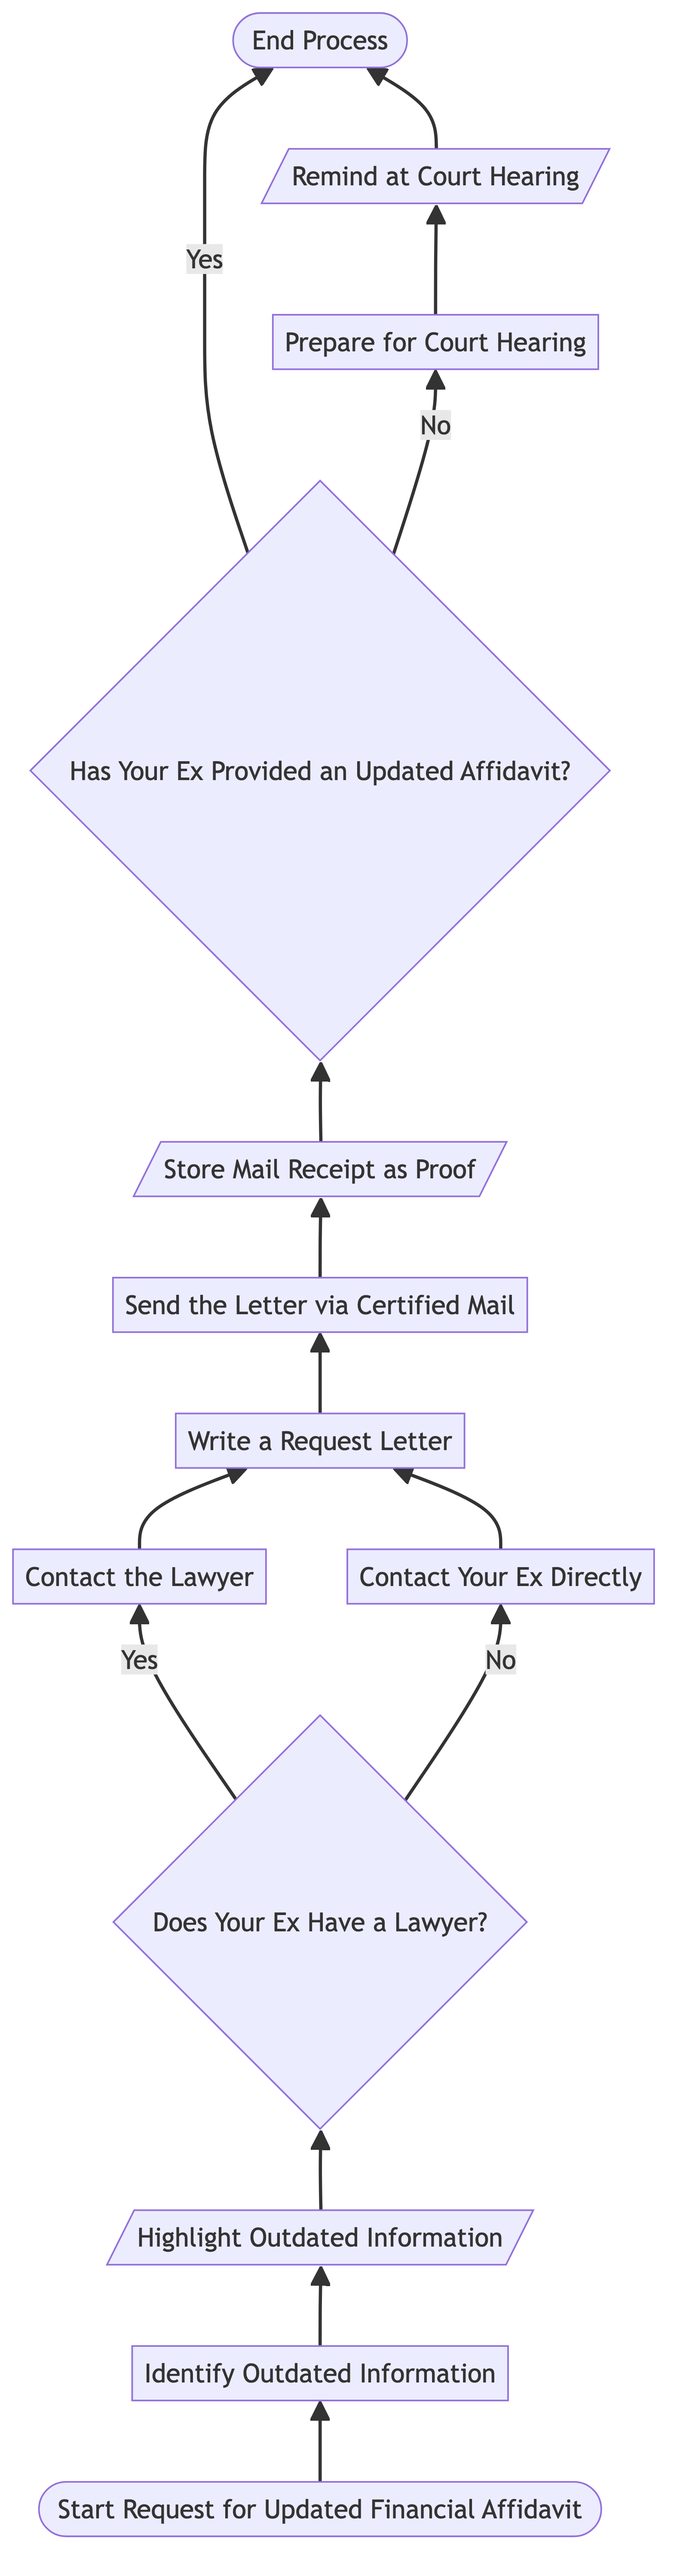 End Process
Remind at Court Hearing
Yes
Prepare for Court Hearing
No
Has Your Ex Provided an Updated Affidavit?
Store Mail Receipt as Proof
Send the Letter via Certified Mail
Write a Request Letter
Contact the Lawyer
Contact Your Ex Directly
Yes
No
Does Your Ex Have a Lawyer?
Highlight Outdated Information
Identify Outdated Information
Start Request for Updated Financial Affidavit